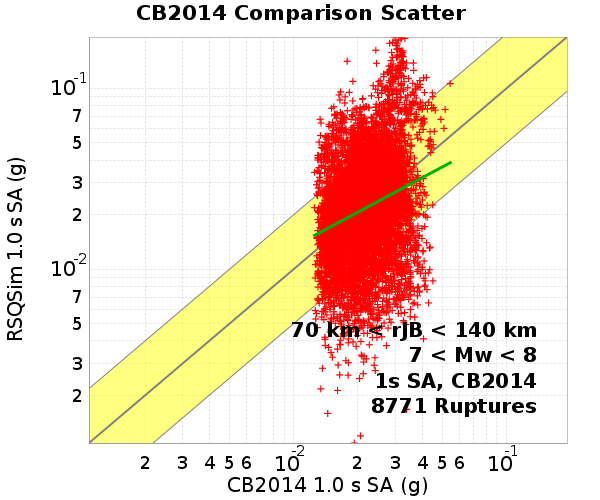 CB2014 Comparison Scatter
RSQSim 1.0 s SA (g)
10-1
7
5
3
2
10-2
7
5
3
2
70 km < rJB < 140 km
7 < Mw < 8
1s SA, CB2014
8771 Ruptures
2 3 4 5 6 10-2 2 3 4 5 6 10-1
CB2014 1.0 s SA (g)